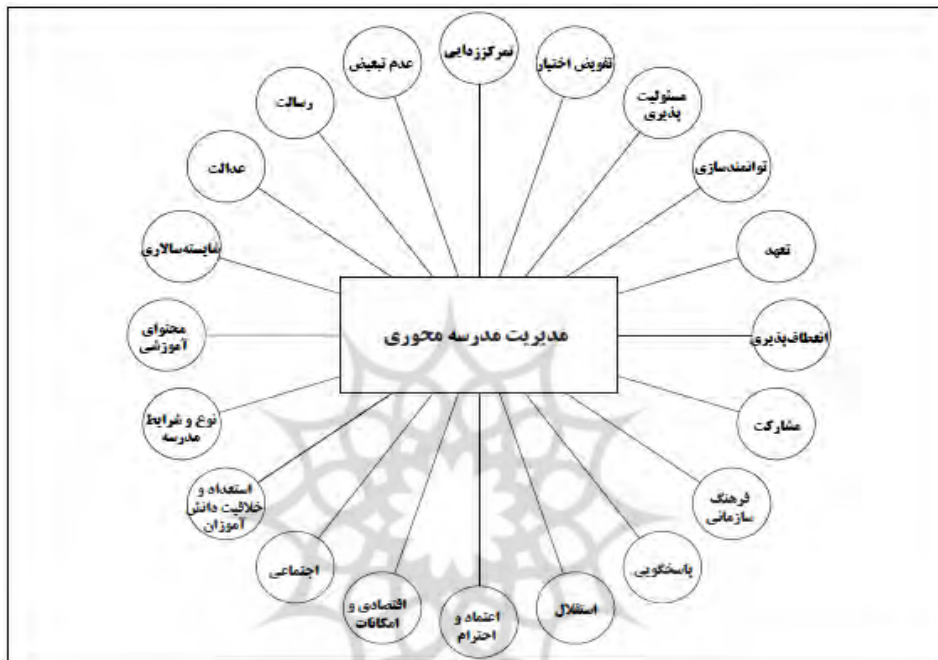 تمرکززدایی
تفویض اختیار
مسئولیت
پذیری
توانمندسازی
تعهد
انعطاف‌پذیری
مشارکت
فرهنگ
سازمانی
پاسخگویی
استقلال
اعتماد و
احترام
اقتصادی و
امکانات
اجتماعی
استعداد و
خلاقیت دانش
آموزان
نوع و شرایط
مدرسه
محتوای
آموزشی
شایسته‌سالاری
عدالت
رسالت
عدم تبعیض
مدیریت مدرسه محوری